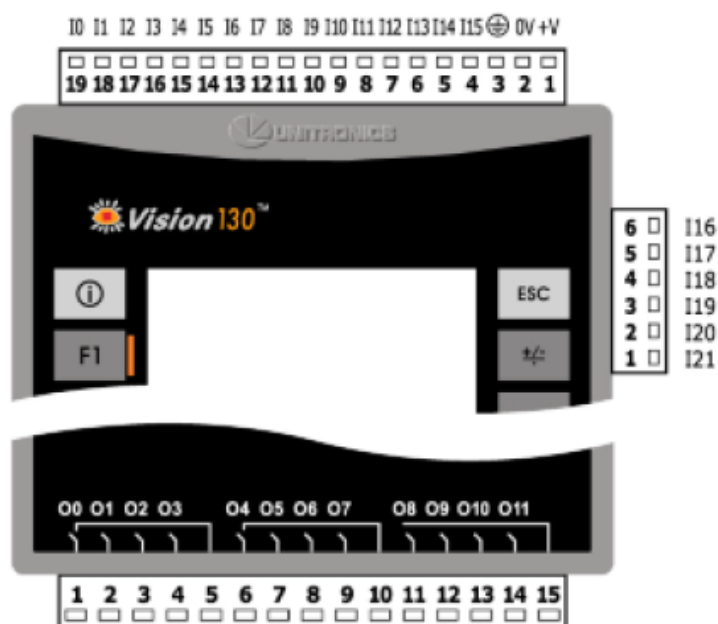 I0 I1 I2 I3 I4 I5 I6 I7 I8 I9 I10 I11 I12 I13 I14 I15 0V +V
19 18 17 16 15 14 13 12 11 10 9 8 7 6 5 4 3 2 1
UNITRONICS
Vision 130™
6 I16
5 I17
4 I18
3 I19
2 I20
1 I21
ESC
F1 +/-
O0 O1 O2 O3 O4 O5 O6 O7 O8 O9 O10 O11
1 2 3 4 5 6 7 8 9 10 11 12 13 14 15